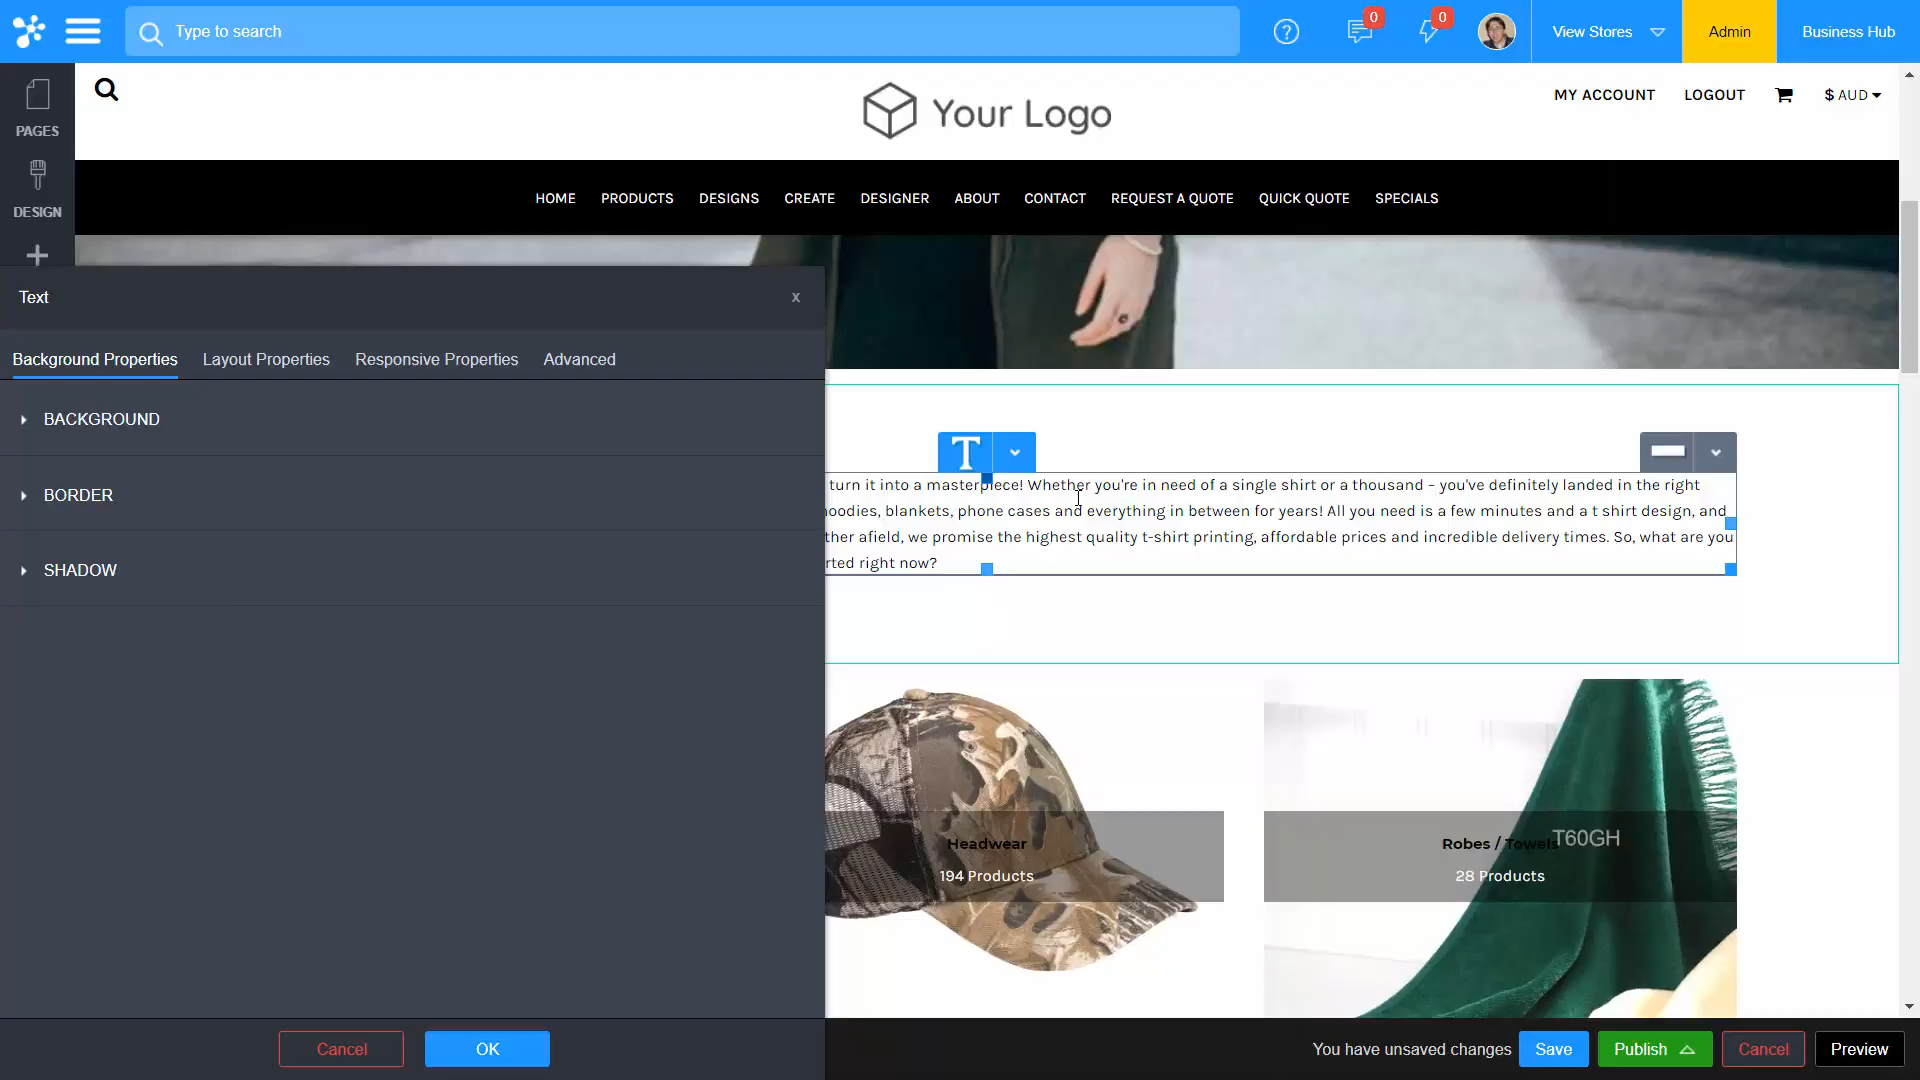 Type to search
0
0
View Stores
Admin
Business Hub
PAGES
DESIGN
Your Logo
MY ACCOUNT
LOGOUT
$ AUD
HOME
PRODUCTS
DESIGNS
CREATE
DESIGNER
ABOUT
CONTACT
REQUEST A QUOTE
QUICK QUOTE
SPECIALS
Text
x
Background Properties
Layout Properties
Responsive Properties
Advanced
BACKGROUND
BORDER
SHADOW
T
turn it into a masterpiece! Whether you're in need of a single shirt or a thousand – you've definitely landed in the right
oodies, blankets, phone cases and everything in between for years! All you need is a few minutes and a t shirt design, and
ther afield, we promise the highest quality t-shirt printing, affordable prices and incredible delivery times. So, what are you
rted right now?
Headwear
194 Products
Robes / Towels
T60GH
28 Products
Cancel
OK
You have unsaved changes
Save
Publish
Cancel
Preview